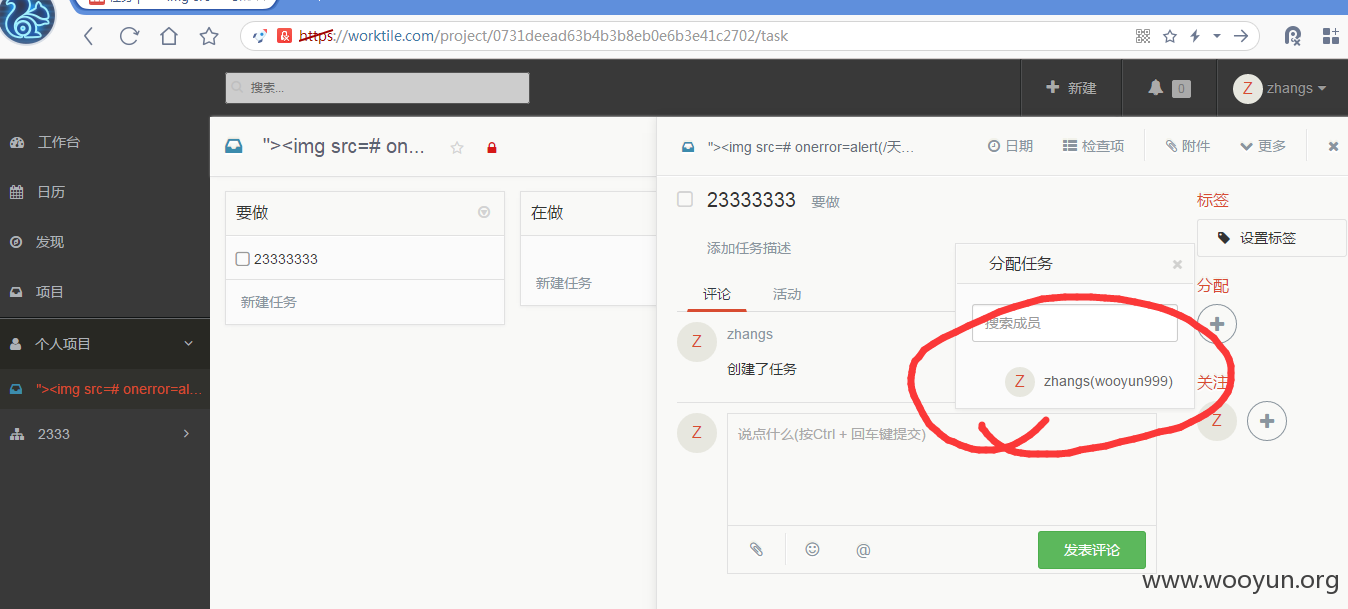 https://worktile.com/project/0731deead63b4b3b8eb0e6b3e41c2702/task
搜索...
新建
0
Z
zhangs
工作台
日历
发现
项目
个人项目
"><img src=# onerror=al...
2333
"><img src=# on...
要做
23333333
新建任务
在做
新建任务
"><img src=# onerror=alert(/天...
日期
检查项
附件
更多
23333333 要做
添加任务描述
评论
活动
Z
zhangs
创建了任务
Z
说点什么(按Ctrl + 回车键提交)
@
发表评论
分配任务
搜索成员
Z
zhangs(wooyun999)
标签
设置标签
分配
关注
Z
www.wooyun.org